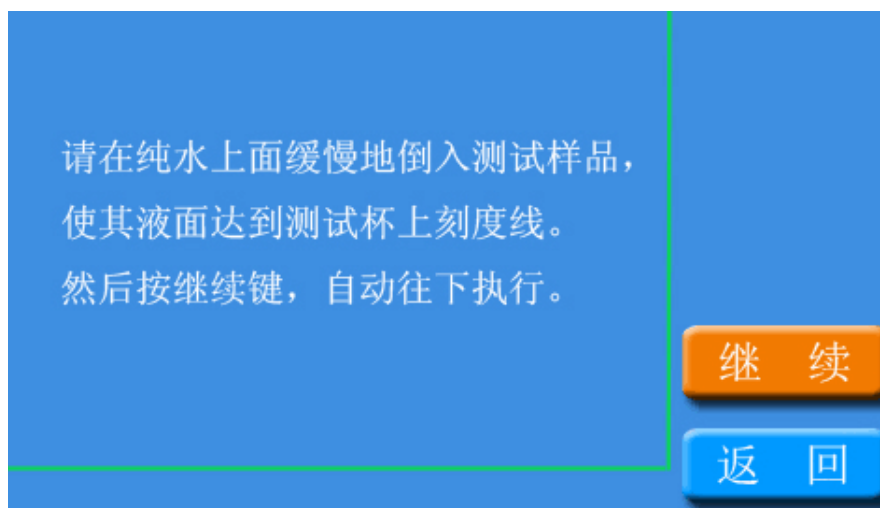 请在纯水上面缓慢地倒入测试样品，
使其液面达到测试杯上刻度线。
然后按继续键，自动往下执行。
继 续
返 回